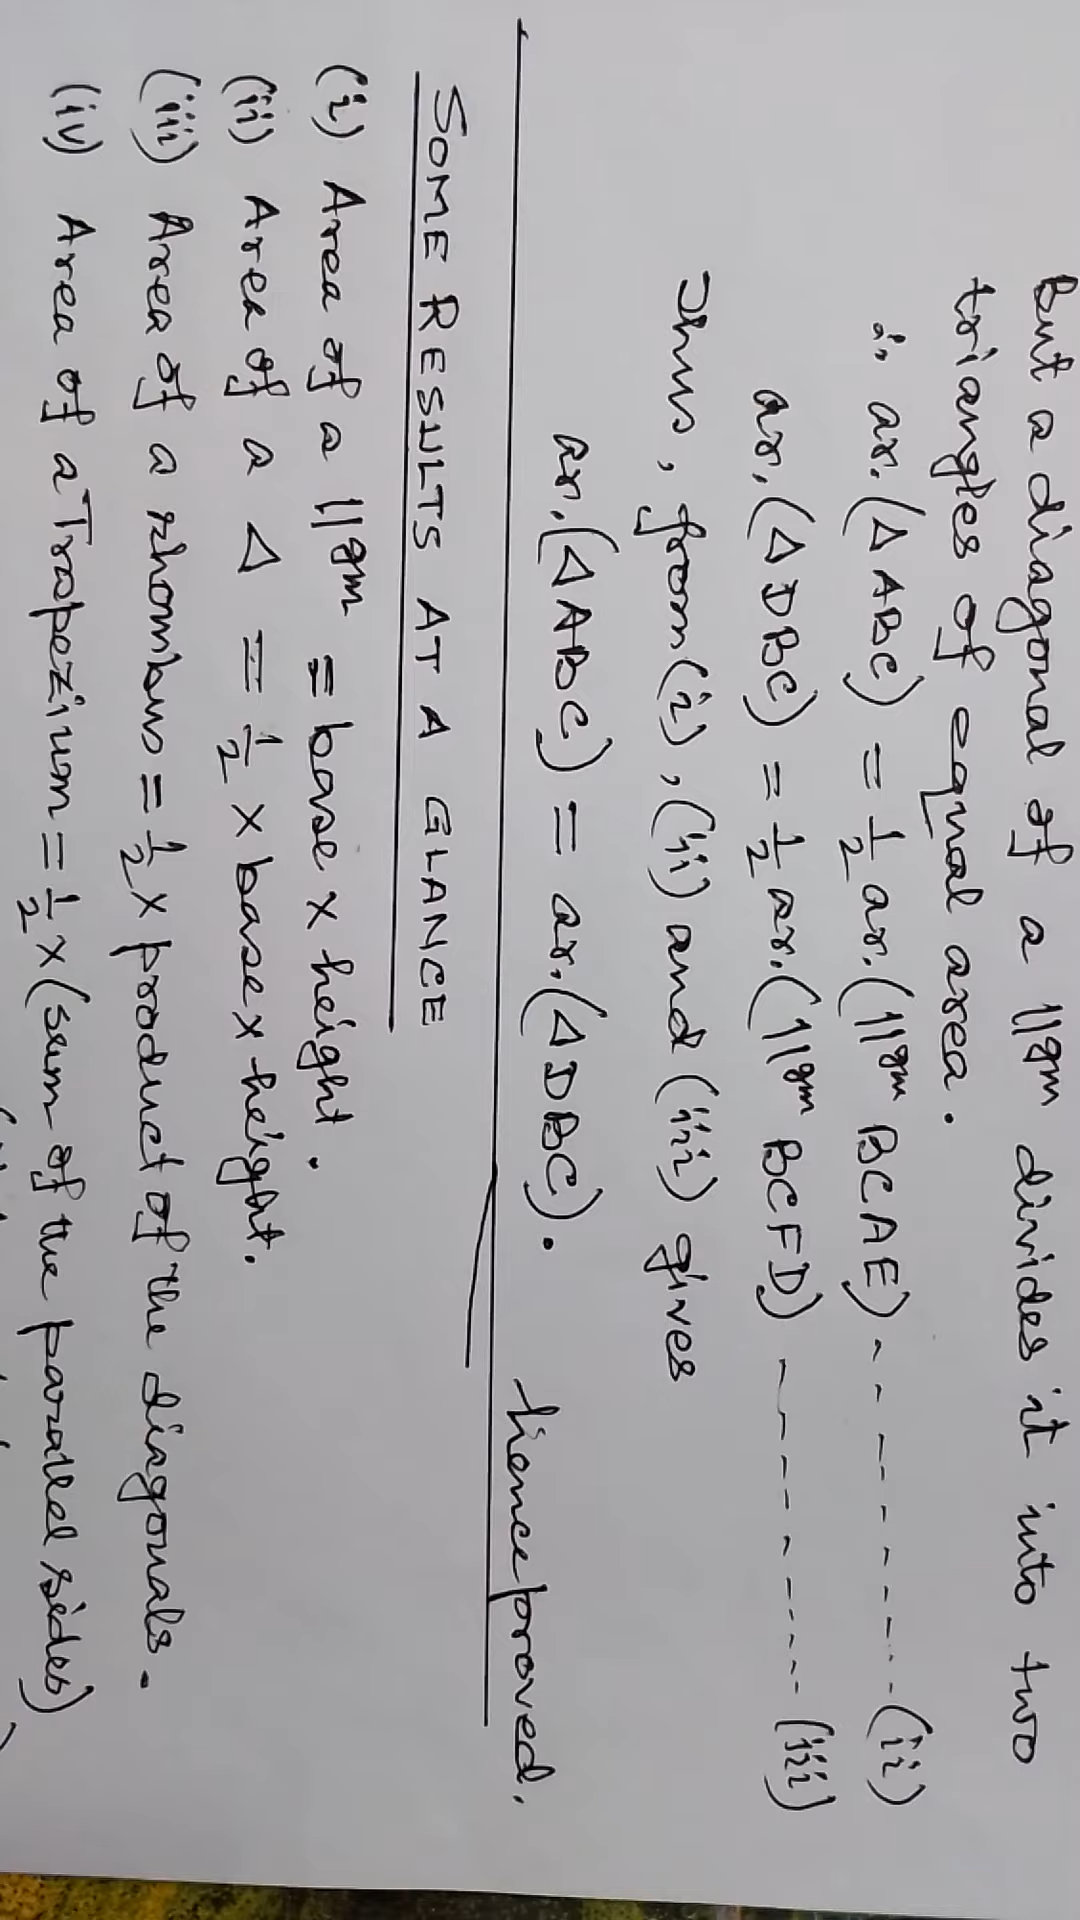 But a diagonal of a ||gm divides it into two
triangles of equal area.
∴ ar.(Δ ABC) = 1/2 ar.(||gm BCAE) - - - - - - - - - (ii)
ar.(Δ DBC) = 1/2 ar.(||gm BCFD) - - - - - - - - - - (iii)
Thus, from (i), (ii) and (iii) gives
ar.(Δ ABC) = ar.(Δ DBC).
Hence proved.
SOME RESULTS AT A GLANCE
(i) Area of a ||gm = base × height.
(ii) Area of a Δ = 1/2 × base × height.
(iii) Area of a rhombus = 1/2 × product of the diagonals.
(iv) Area of a Trapezium = 1/2 × (sum of the parallel sides)